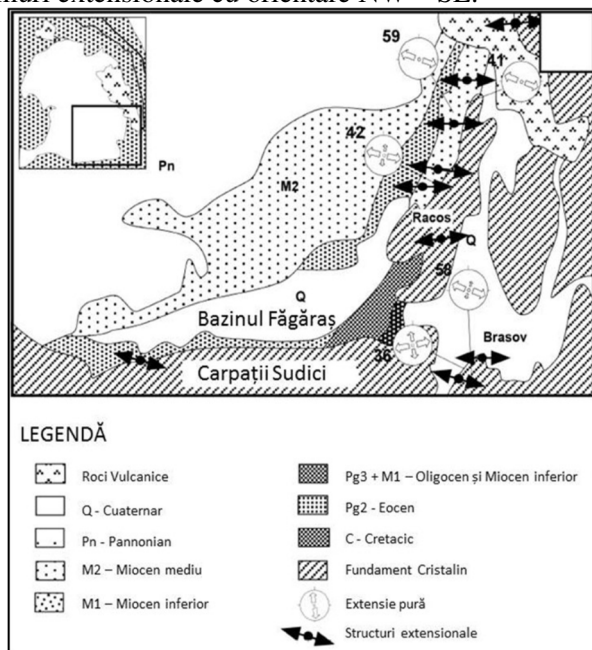 59
41
42
Pn
M2
Racos
Q
58
Q
Bazinul Făgăraș
Brasov
36
Carpații Sudici
LEGENDĂ
Roci Vulcanice
Q - Cuaternar
Pn - Pannonian
M2 – Miocen mediu
M1 – Miocen inferior
Pg3 + M1 – Oligocen și Miocen inferior
Pg2 - Eocen
C - Cretacic
Fundament Cristalin
Extensie pură
Structuri extensionale